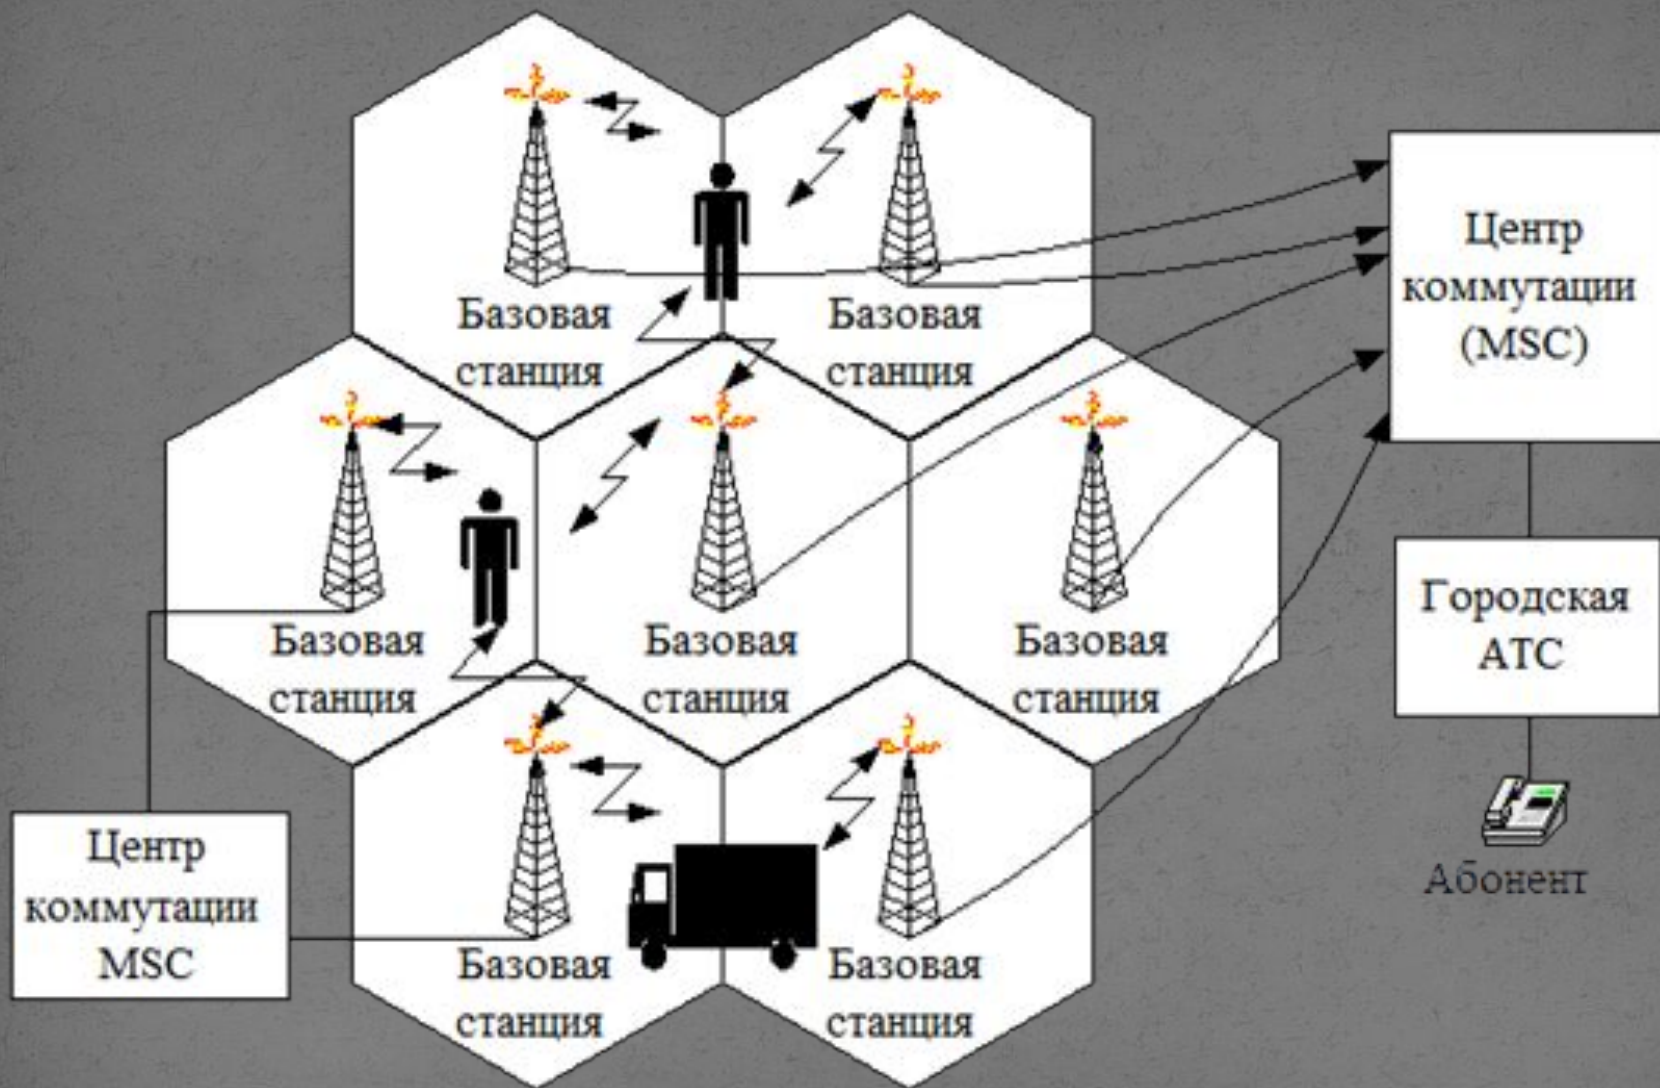 Базовая
станция
Базовая
станция
Центр
коммутации
(MSC)
Базовая
станция
Базовая
станция
Базовая
станция
Городская
АТС
Центр
коммутации
MSC
Базовая
станция
Базовая
станция
Абонент